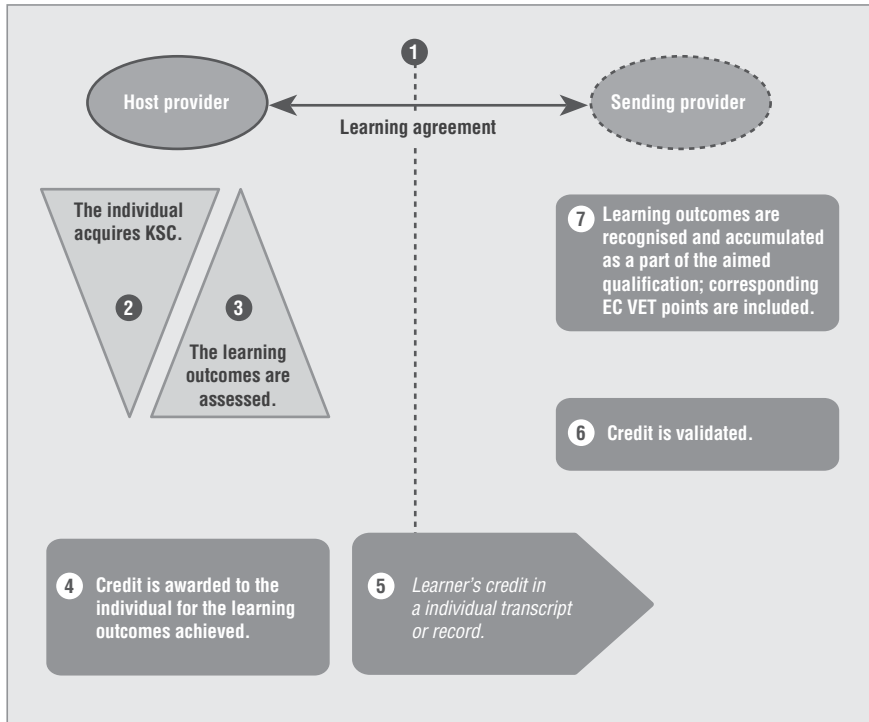 1
Host provider
Sending provider
Learning agreement
The individual
acquires KSC.
2
3
The learning
outcomes are
assessed.
7 Learning outcomes are
recognised and accumulated
as a part of the aimed
qualification; corresponding
EC VET points are included.
6 Credit is validated.
4 Credit is awarded to the
individual for the learning
outcomes achieved.
5 Learner's credit in
a individual transcript
or record.